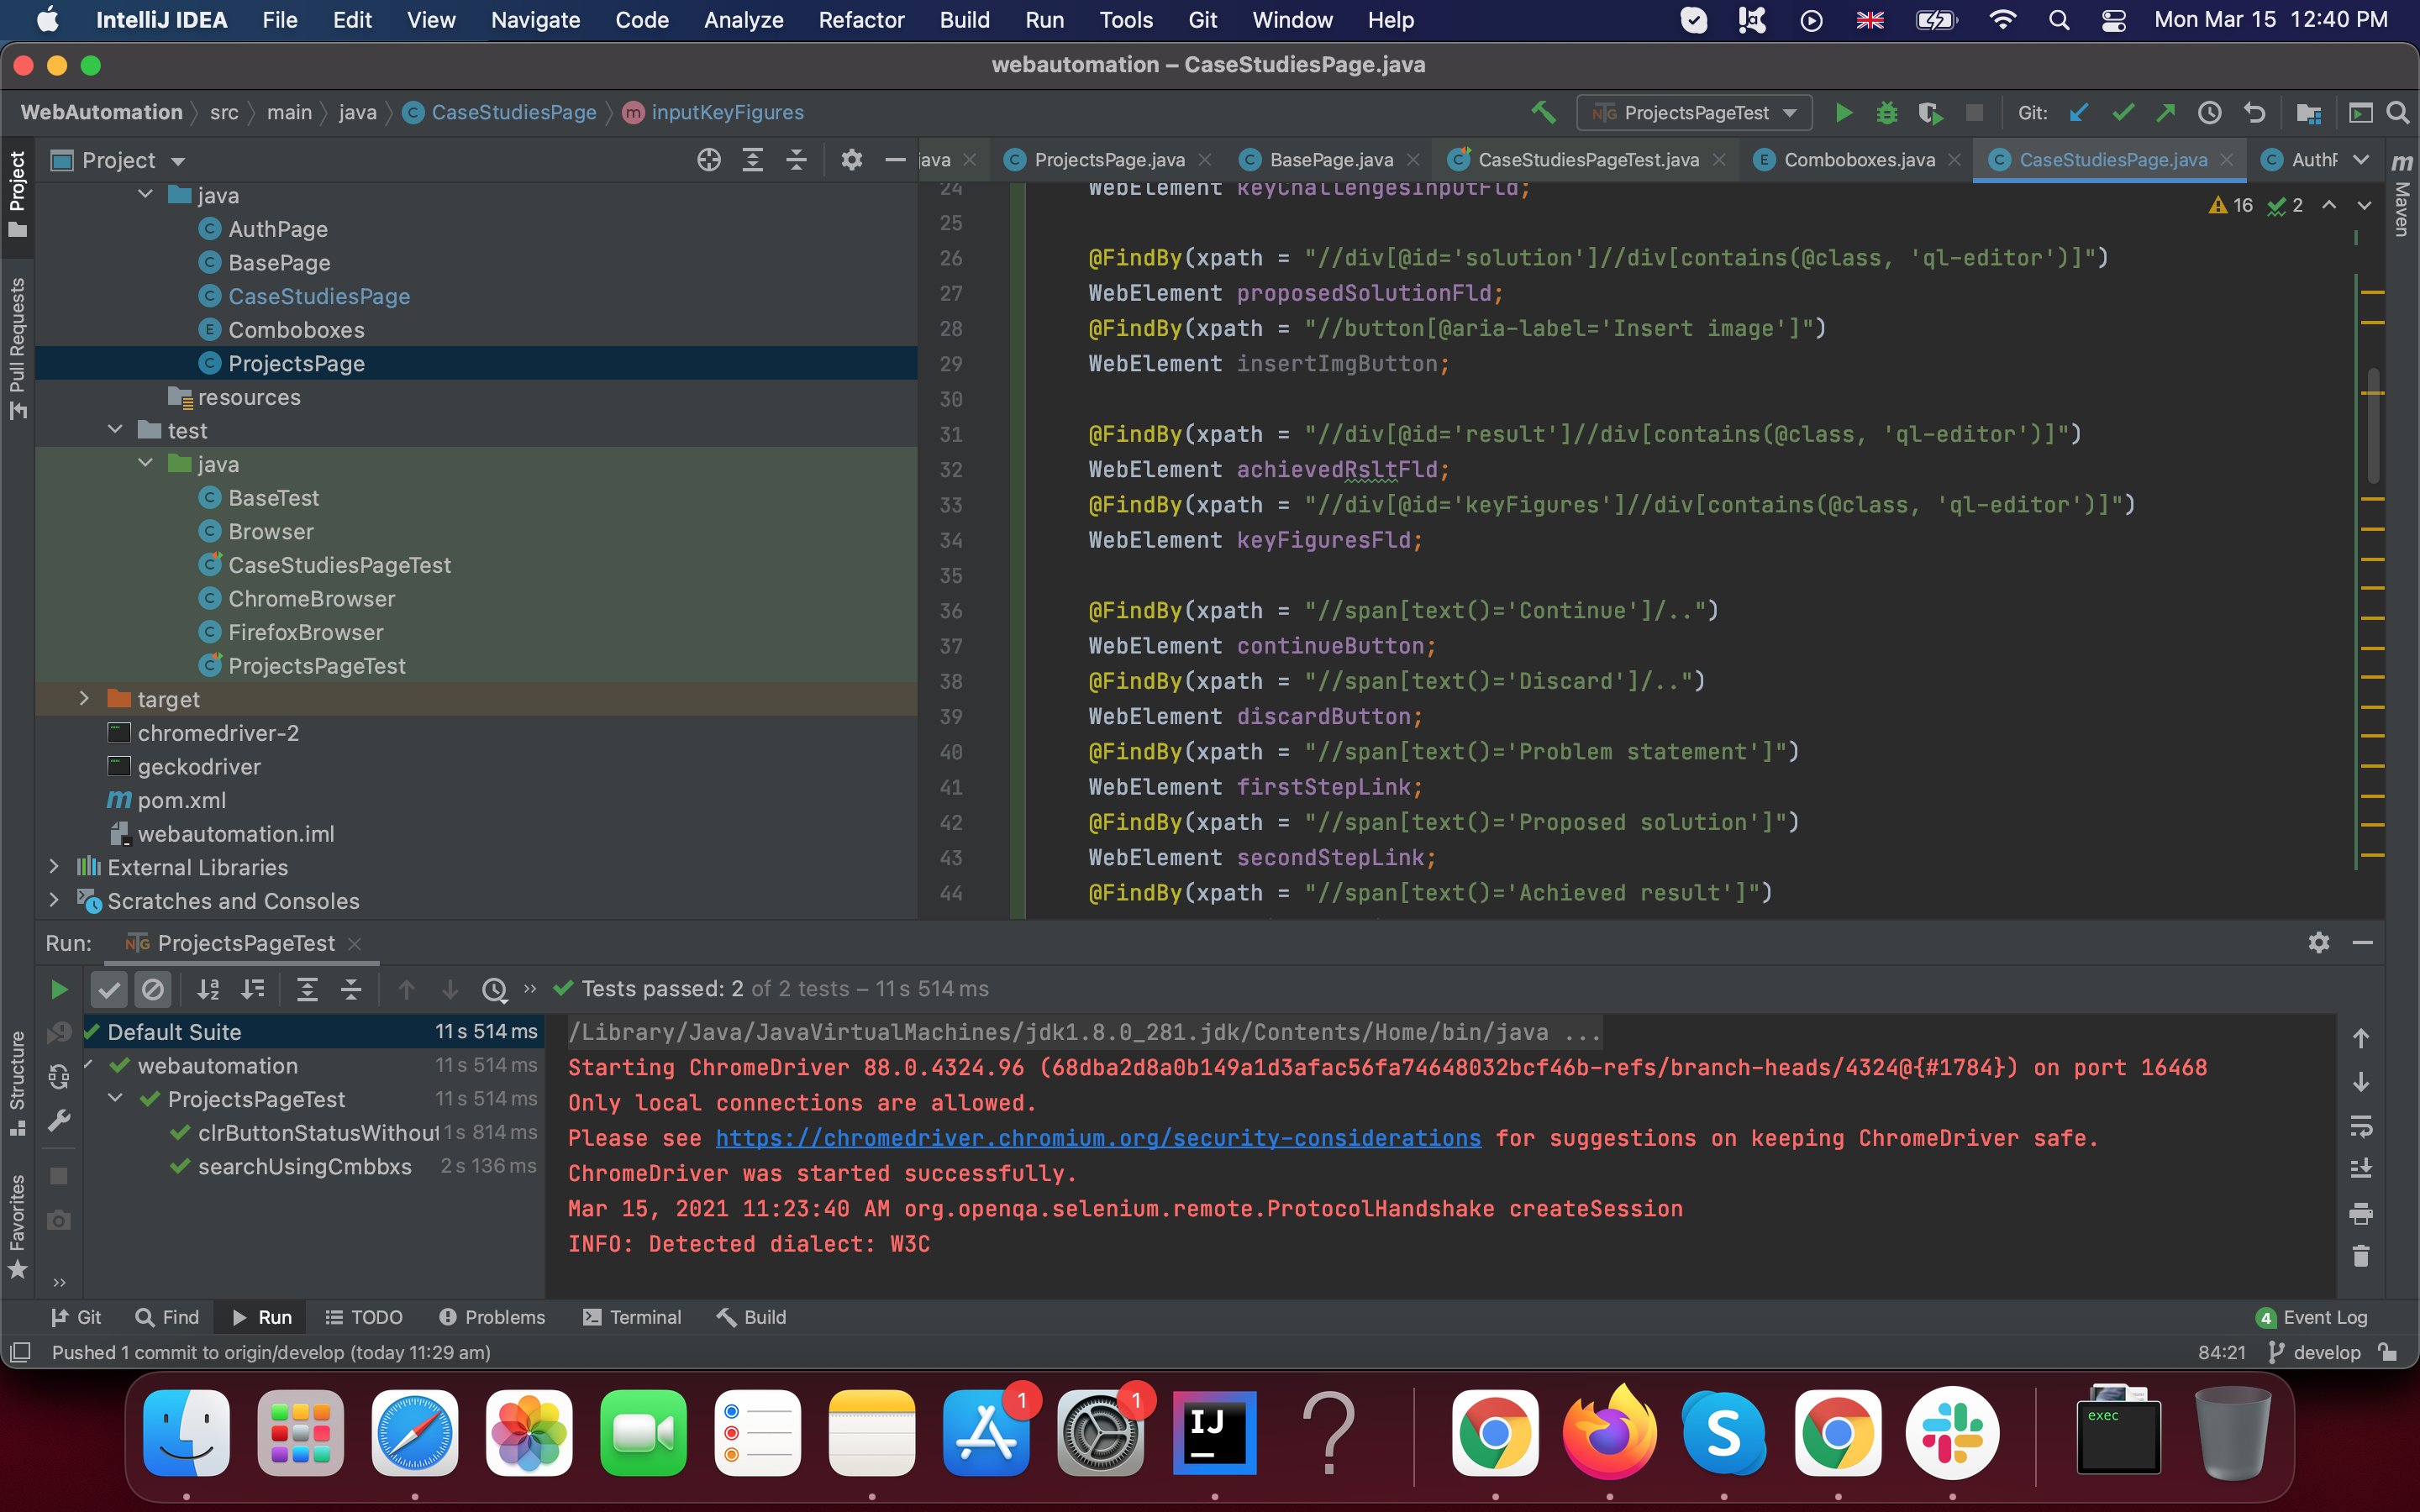 IntelliJ IDEA File Edit View Navigate Code Analyze Refactor Build Run Tools Git Window Help Mon Mar 15 12:40 PM
webautomation – CaseStudiesPage.java
WebAutomation src main java C CaseStudiesPage m inputKeyFigures
ProjectsPageTest Git:
Project
java
C AuthPage
C BasePage
C CaseStudiesPage
E Comboboxes
C ProjectsPage
resources
test
java
C BaseTest
C Browser
C CaseStudiesPageTest
C ChromeBrowser
C FirefoxBrowser
C ProjectsPageTest
target
chromedriver-2
geckodriver
m pom.xml
webautomation.iml
External Libraries
Scratches and Consoles
Project
Pull Requests
Structure
Favorites
ava C ProjectsPage.java C BasePage.java C CaseStudiesPageTest.java E Comboboxes.java C CaseStudiesPage.java C
m Maven
16 2
24 WebElement keyChallengesInputFld;
25
26 @FindBy(xpath = "//div[@id='solution']//div[contains(@class, 'ql-editor')]")
27 WebElement proposedSolutionFld;
28 @FindBy(xpath = "//button[@aria-label='Insert image']")
29 WebElement insertImgButton;
30
31 @FindBy(xpath = "//div[@id='result']//div[contains(@class, 'ql-editor')]")
32 WebElement achievedRsltFld;
33 @FindBy(xpath = "//div[@id='keyFigures']//div[contains(@class, 'ql-editor')]")
34 WebElement keyFiguresFld;
35
36 @FindBy(xpath = "//span[text()='Continue']/..")
37 WebElement continueButton;
38 @FindBy(xpath = "//span[text()='Discard']/..")
39 WebElement discardButton;
40 @FindBy(xpath = "//span[text()='Problem statement']")
41 WebElement firstStepLink;
42 @FindBy(xpath = "//span[text()='Proposed solution']")
43 WebElement secondStepLink;
44 @FindBy(xpath = "//span[text()='Achieved result']")
Run: ProjectsPageTest
Tests passed: 2 of 2 tests – 11 s 514 ms
Default Suite 11 s 514 ms
webautomation 11 s 514 ms
ProjectsPageTest 11 s 514 ms
clrButtonStatusWithout 1 s 814 ms
searchUsingCmbbxs 2 s 136 ms
/Library/Java/JavaVirtualMachines/jdk1.8.0_281.jdk/Contents/Home/bin/java ...
Starting ChromeDriver 88.0.4324.96 (68dba2d8a0b149a1d3afac56fa74648032bcf46b-refs/branch-heads/4324@{#1784}) on port 16468
Only local connections are allowed.
Please see https://chromedriver.chromium.org/security-considerations for suggestions on keeping ChromeDriver safe.
ChromeDriver was started successfully.
Mar 15, 2021 11:23:40 AM org.openqa.selenium.remote.ProtocolHandshake createSession
INFO: Detected dialect: W3C
Git Find Run TODO Problems Terminal Build 4 Event Log
Pushed 1 commit to origin/develop (today 11:29 am) 84:21 develop
1 1 IJ ? S exec